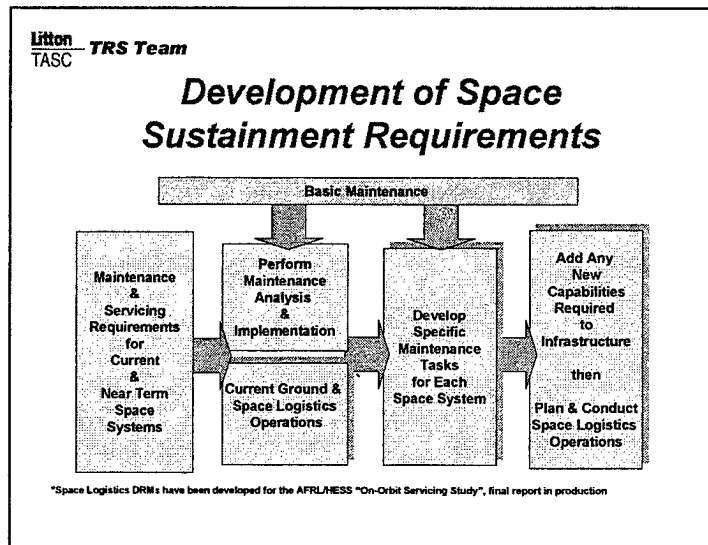 Litton
TASC
TRS Team
Development of Space
Sustainment Requirements
Basic Maintenance
Maintenance
&
Servicing
Requirements
for
Current
&
Near Term
Space
Systems
Perform
Maintenance
Analysis
&
Implementation
Current Ground &
Space Logistics
Operations
Develop
Specific
Maintenance
Tasks
for Each
Space System
Add Any
New
Capabilities
Required
to
Infrastructure
then
Plan & Conduct
Space Logistics
Operations
*Space Logistics DRMs have been developed for the AFRL/HESS "On-Orbit Servicing Study", final report in production